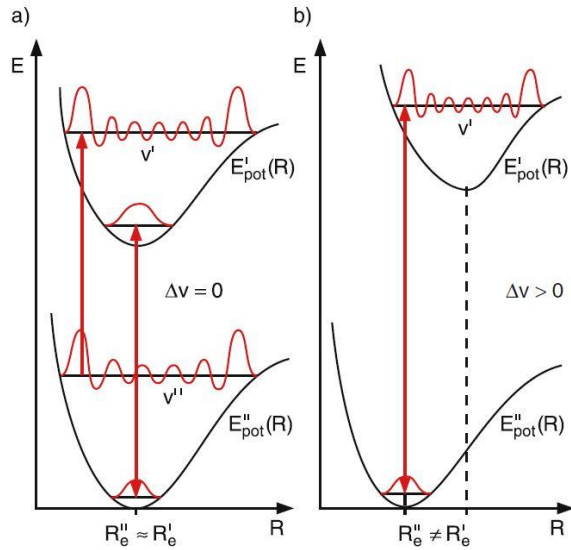 a)
E
v'
E'pot(R)
Δv = 0
v''
E''pot(R)
R''e ≈ R'e
R
b)
E
v'
E'pot(R)
Δv > 0
E''pot(R)
R''e ≠ R'e
R